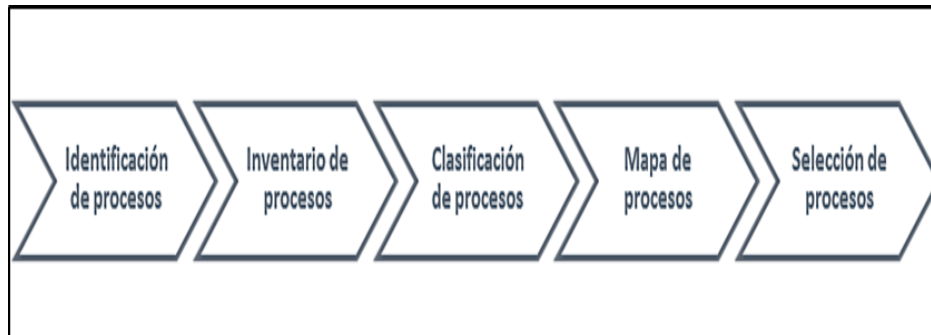 Identificación
de procesos
Inventario de
procesos
Clasificación
de procesos
Mapa de
procesos
Selección de
procesos